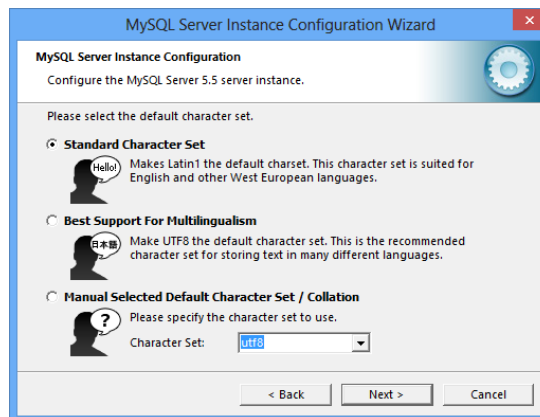 MySQL Server Instance Configuration Wizard
MySQL Server Instance Configuration
Configure the MySQL Server 5.5 server instance.
Please select the default character set.
Standard Character Set
Hello!
Makes Latin1 the default charset. This character set is suited for
English and other West European languages.
Best Support For Multilingualism
日本語
Make UTF8 the default character set. This is the recommended
character set for storing text in many different languages.
Manual Selected Default Character Set / Collation
?
Please specify the character set to use.
Character Set: utf8
< Back Next > Cancel